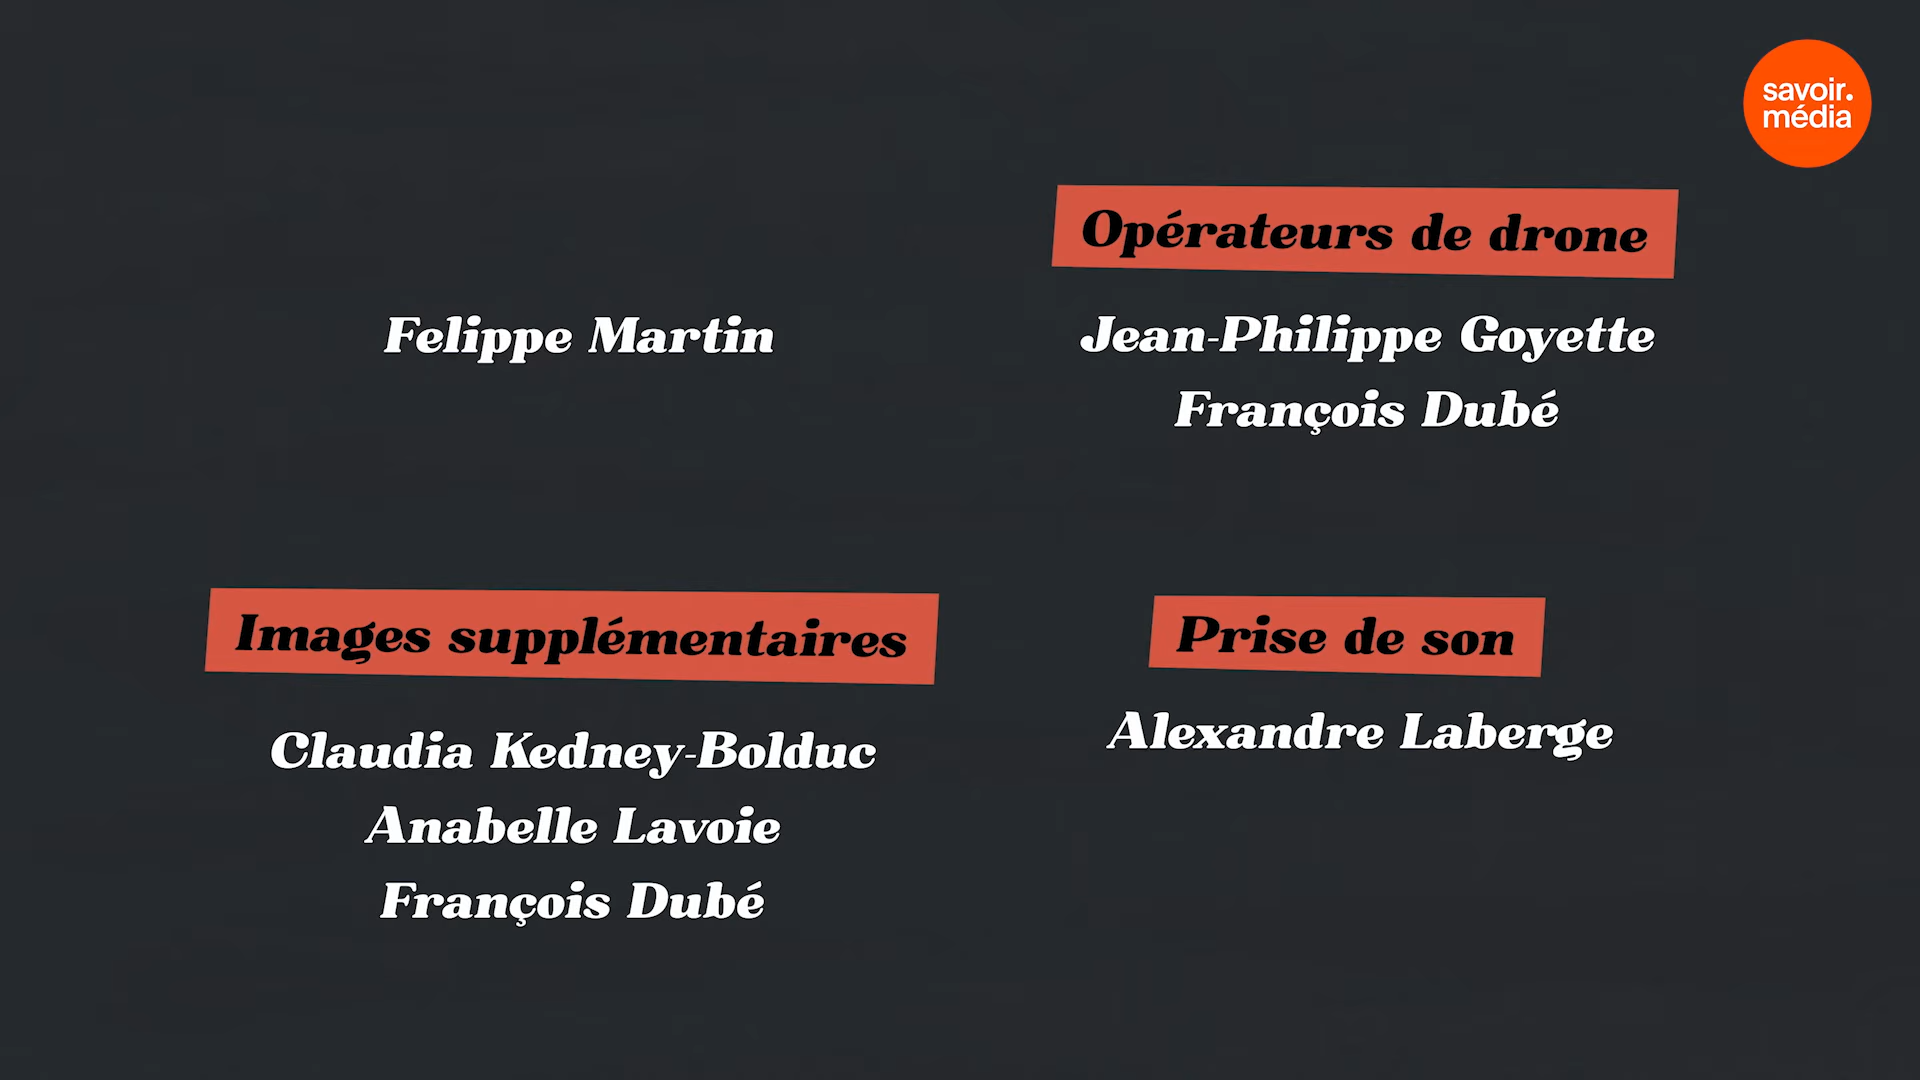 savoir.
média
Felippe Martin
Opérateurs de drone
Jean-Philippe Goyette
François Dubé
Images supplémentaires
Claudia Kedney-Bolduc
Anabelle Lavoie
François Dubé
Prise de son
Alexandre Laberge